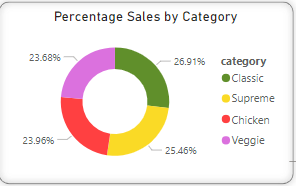 Percentage Sales by Category
23.68%
26.91%
23.96%
25.46%
category
Classic
Supreme
Chicken
Veggie